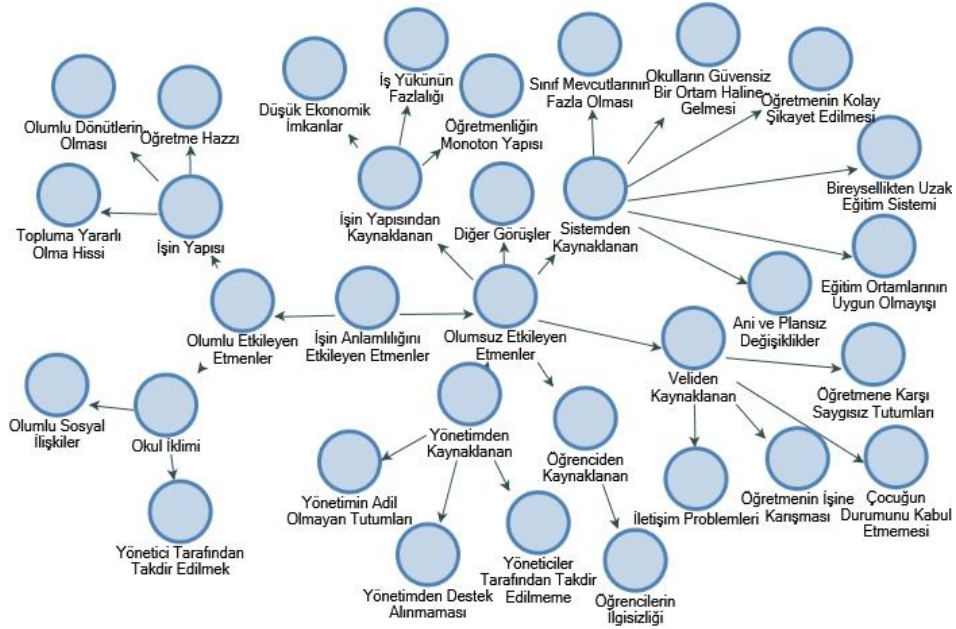 Olumlu Dönütlerin
Olması
Öğretme Hazzı
Topluma Yararlı
Olma Hissi
İşin Yapısı
Düşük Ekonomik
İmkanlar
İş Yükünün
Fazlalığı
Öğretmenliğin
Monoton Yapısı
İşin Yapısından
Kaynaklanan
Diğer Görüşler
Sınıf Mevcutlarının
Fazla Olması
Okulların Güvensiz
Bir Ortam Haline
Gelmesi
Öğretmenin Kolay
Şikayet Edilmesi
Sistemden
Kaynaklanan
Bireysellikten Uzak
Eğitim Sistemi
Eğitim Ortamlarının
Uygun Olmayışı
Ani ve Plansız
Değişiklikler
Olumlu Etkileyen
Etmenler
İşin Anlamlılığını
Etkileyen Etmenler
Olumsuz Etkileyen
Etmenler
Veliden
Kaynaklanan
Öğretmene Karşı
Saygısız Tutumları
Olumlu Sosyal
İlişkiler
Okul İklimi
Yönetici Tarafından
Takdir Edilmek
Yönetimden
Kaynaklanan
Öğrenciden
Kaynaklanan
Yönetimin Adil
Olmayan Tutumları
Yönetimden Destek
Alınmaması
Yöneticiler
Tarafından Takdir
Edilmeme
Öğrencilerin
İlgisizliği
İletişim Problemleri
Öğretmenin İşine
Karışması
Çocuğun
Durumunu Kabul
Etmemesi